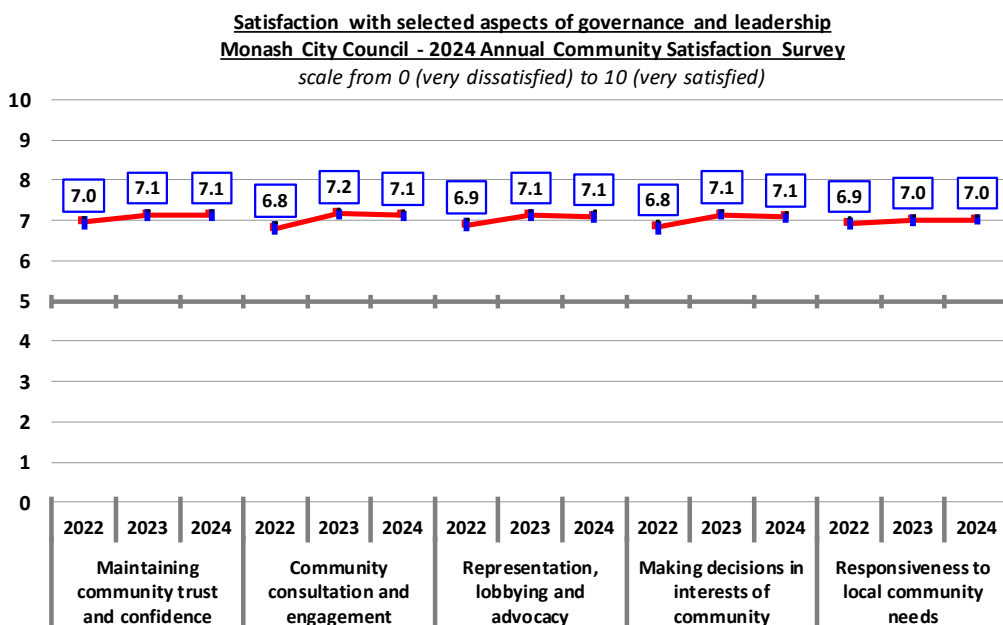 Satisfaction with selected aspects of governance and leadership
Monash City Council - 2024 Annual Community Satisfaction Survey
scale from 0 (very dissatisfied) to 10 (very satisfied)
10
9
8
7
6
5
4
3
2
1
0
7.0 7.1 7.1 6.8 7.2 7.1 6.9 7.1 7.1 6.8 7.1 7.1 6.9 7.0 7.0
2022 2023 2024 2022 2023 2024 2022 2023 2024 2022 2023 2024 2022 2023 2024
Maintaining
community trust
and confidence
Community
consultation and
engagement
Representation,
lobbying and
advocacy
Making decisions in
interests of
community
Responsiveness to
local community
needs